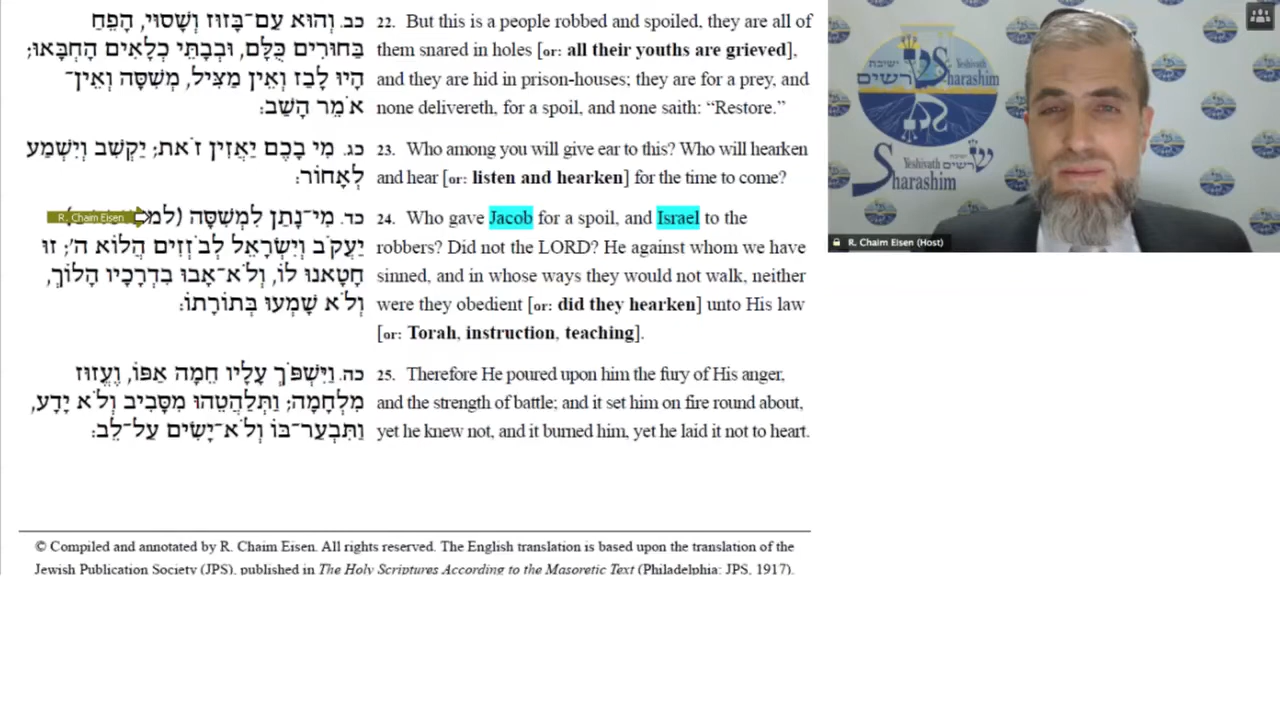 כב. וְהוּא עַם־בָּזוּז וְשָׁסוּי, הָפֵחַ
בַּחוּרִים כֻּלָּם, וּבְבָתֵּי כְלָאִים הָחְבָּאוּ;
הָיוּ לָבַז וְאֵין מַצִּיל, מְשִׁסָּה וְאֵין־
אֹמֵר הָשַׁב:
כג. מִי בָכֶם יַאֲזִין זֹאת; יַקְשִׁב וְיִשְׁמַע
לְאָחוֹר:
כד. מִי־נָתַן לִמְשִׁסָּה
יַעֲקֹב וְיִשְׂרָאֵל לְבֹזְזִים הֲלוֹא ה'; זוּ
חָטָאנוּ לוֹ, וְלֹא־אָבוּ בִדְרָכָיו הָלוֹךְ,
וְלֹא שָׁמְעוּ בְּתוֹרָתוֹ:
כה. וַיִּשְׁפֹּךְ עָלָיו חֵמָה אַפּוֹ, וֶעֱזוּז
מִלְחָמָה; וַתְּלַהֲטֵהוּ מִסָּבִיב וְלֹא יָדָע,
וַתִּבְעַר־בּוֹ וְלֹא־יָשִׂים עַל־לֵב:
R. Chaim Eisen
22. But this is a people robbed and spoiled, they are all of
them snared in holes [or: all their youths are grieved],
and they are hid in prison-houses; they are for a prey, and
none delivereth, for a spoil, and none saith: “Restore.”
23. Who among you will give ear to this? Who will hearken
and hear [or: listen and hearken] for the time to come?
24. Who gave Jacob for a spoil, and Israel to the
robbers? Did not the LORD? He against whom we have
sinned, and in whose ways they would not walk, neither
were they obedient [or: did they hearken] unto His law
[or: Torah, instruction, teaching].
25. Therefore He poured upon him the fury of His anger,
and the strength of battle; and it set him on fire round about,
yet he knew not, and it burned him, yet he laid it not to heart.
© Compiled and annotated by R. Chaim Eisen. All rights reserved. The English translation is based upon the translation of the
Jewish Publication Society (JPS), published in The Holy Scriptures According to the Masoretic Text (Philadelphia: JPS, 1917).
ישיבת
שרשים
Yeshivath
Sharashim
Yeshivath ישיבת
Sharashim שרשים
R. Chaim Eisen (Host)